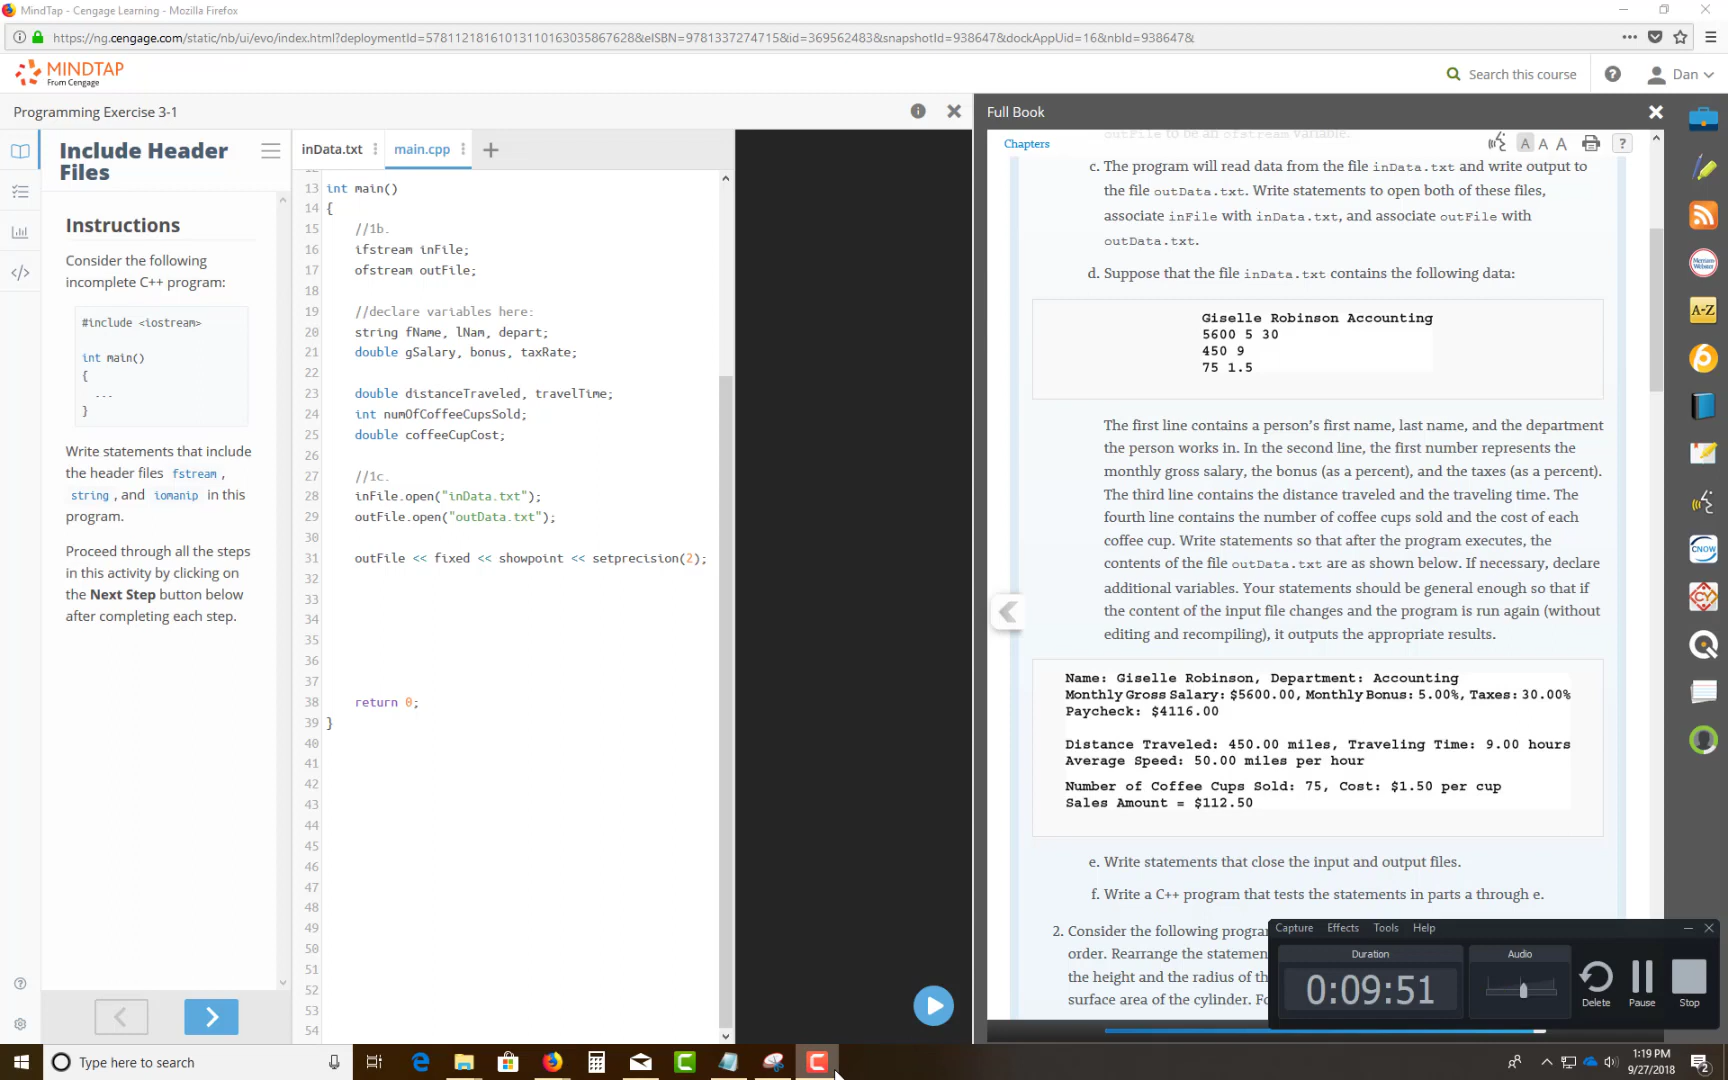 MindTap - Cengage Learning - Mozilla Firefox
https://ng.cengage.com/static/nb/ui/evo/index.html?deploymentId=57811218161013110163035867628&eISBN=9781337274715&id=369562483&snapshotId=938647&dockAppUid=16&nbId=938647&
MINDTAP
From Cengage
Search this course
Dan
Programming Exercise 3-1
Full Book
Include Header
Files
Instructions
Consider the following
incomplete C++ program:
#include <iostream>
int main()
{
...
}
Write statements that include
the header files fstream,
string, and iomanip in this
program.
Proceed through all the steps
in this activity by clicking on
the Next Step button below
after completing each step.
inData.txt
main.cpp
13 int main()
14 {
15 //1b.
16 ifstream inFile;
17 ofstream outFile;
18
19 //declare variables here:
20 string fName, lNam, depart;
21 double gSalary, bonus, taxRate;
22
23 double distanceTraveled, travelTime;
24 int numOfCoffeeCupsSold;
25 double coffeeCupCost;
26
27 //1c.
28 inFile.open("inData.txt");
29 outFile.open("outData.txt");
30
31 outFile << fixed << showpoint << setprecision(2);
32
33
34
35
36
37
38 return 0;
39 }
40
41
42
43
44
45
46
47
48
49
50
51
52
53
54
Chapters
A A A
?
outFile to be an ofstream variable.
c. The program will read data from the file inData.txt and write output to
the file outData.txt. Write statements to open both of these files,
associate inFile with inData.txt, and associate outFile with
outData.txt.
d. Suppose that the file inData.txt contains the following data:
Giselle Robinson Accounting
5600 5 30
450 9
75 1.5
The first line contains a person's first name, last name, and the department
the person works in. In the second line, the first number represents the
monthly gross salary, the bonus (as a percent), and the taxes (as a percent).
The third line contains the distance traveled and the traveling time. The
fourth line contains the number of coffee cups sold and the cost of each
coffee cup. Write statements so that after the program executes, the
contents of the file outData.txt are as shown below. If necessary, declare
additional variables. Your statements should be general enough so that if
the content of the input file changes and the program is run again (without
editing and recompiling), it outputs the appropriate results.
Name: Giselle Robinson, Department: Accounting
Monthly Gross Salary: $5600.00, Monthly Bonus: 5.00%, Taxes: 30.00%
Paycheck: $4116.00
Distance Traveled: 450.00 miles, Traveling Time: 9.00 hours
Average Speed: 50.00 miles per hour
Number of Coffee Cups Sold: 75, Cost: $1.50 per cup
Sales Amount = $112.50
e. Write statements that close the input and output files.
f. Write a C++ program that tests the statements in parts a through e.
2. Consider the following progra
order. Rearrange the stateme
the height and the radius of th
surface area of the cylinder. Fo
A-Z
CNOW
Capture Effects Tools Help
Duration
Audio
0:09:51
Delete
Pause
Stop
Type here to search
1:19 PM
9/27/2018
2